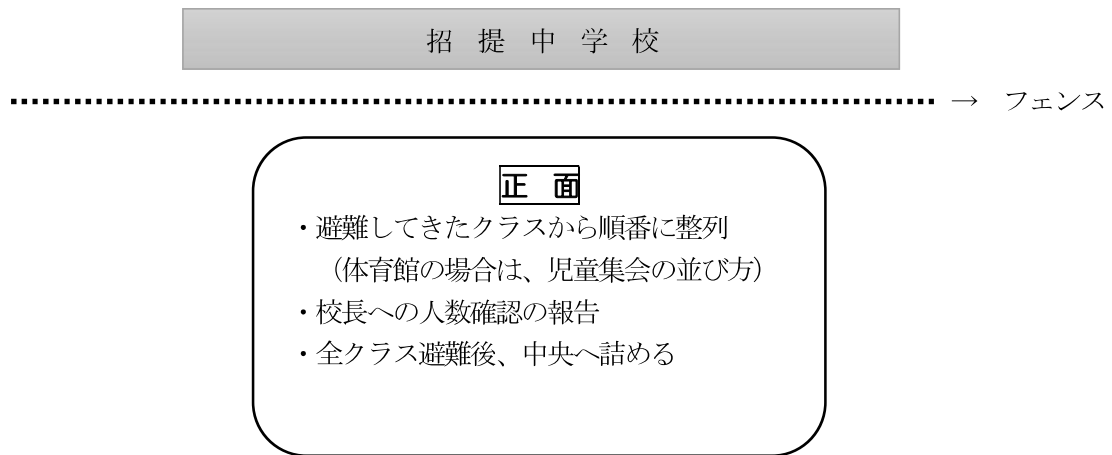 招 提 中 学 校
→ フェンス
正 面
・避難してきたクラスから順番に整列
（体育館の場合は、児童集会の並び方）
・校長への人数確認の報告
・全クラス避難後、中央へ詰める